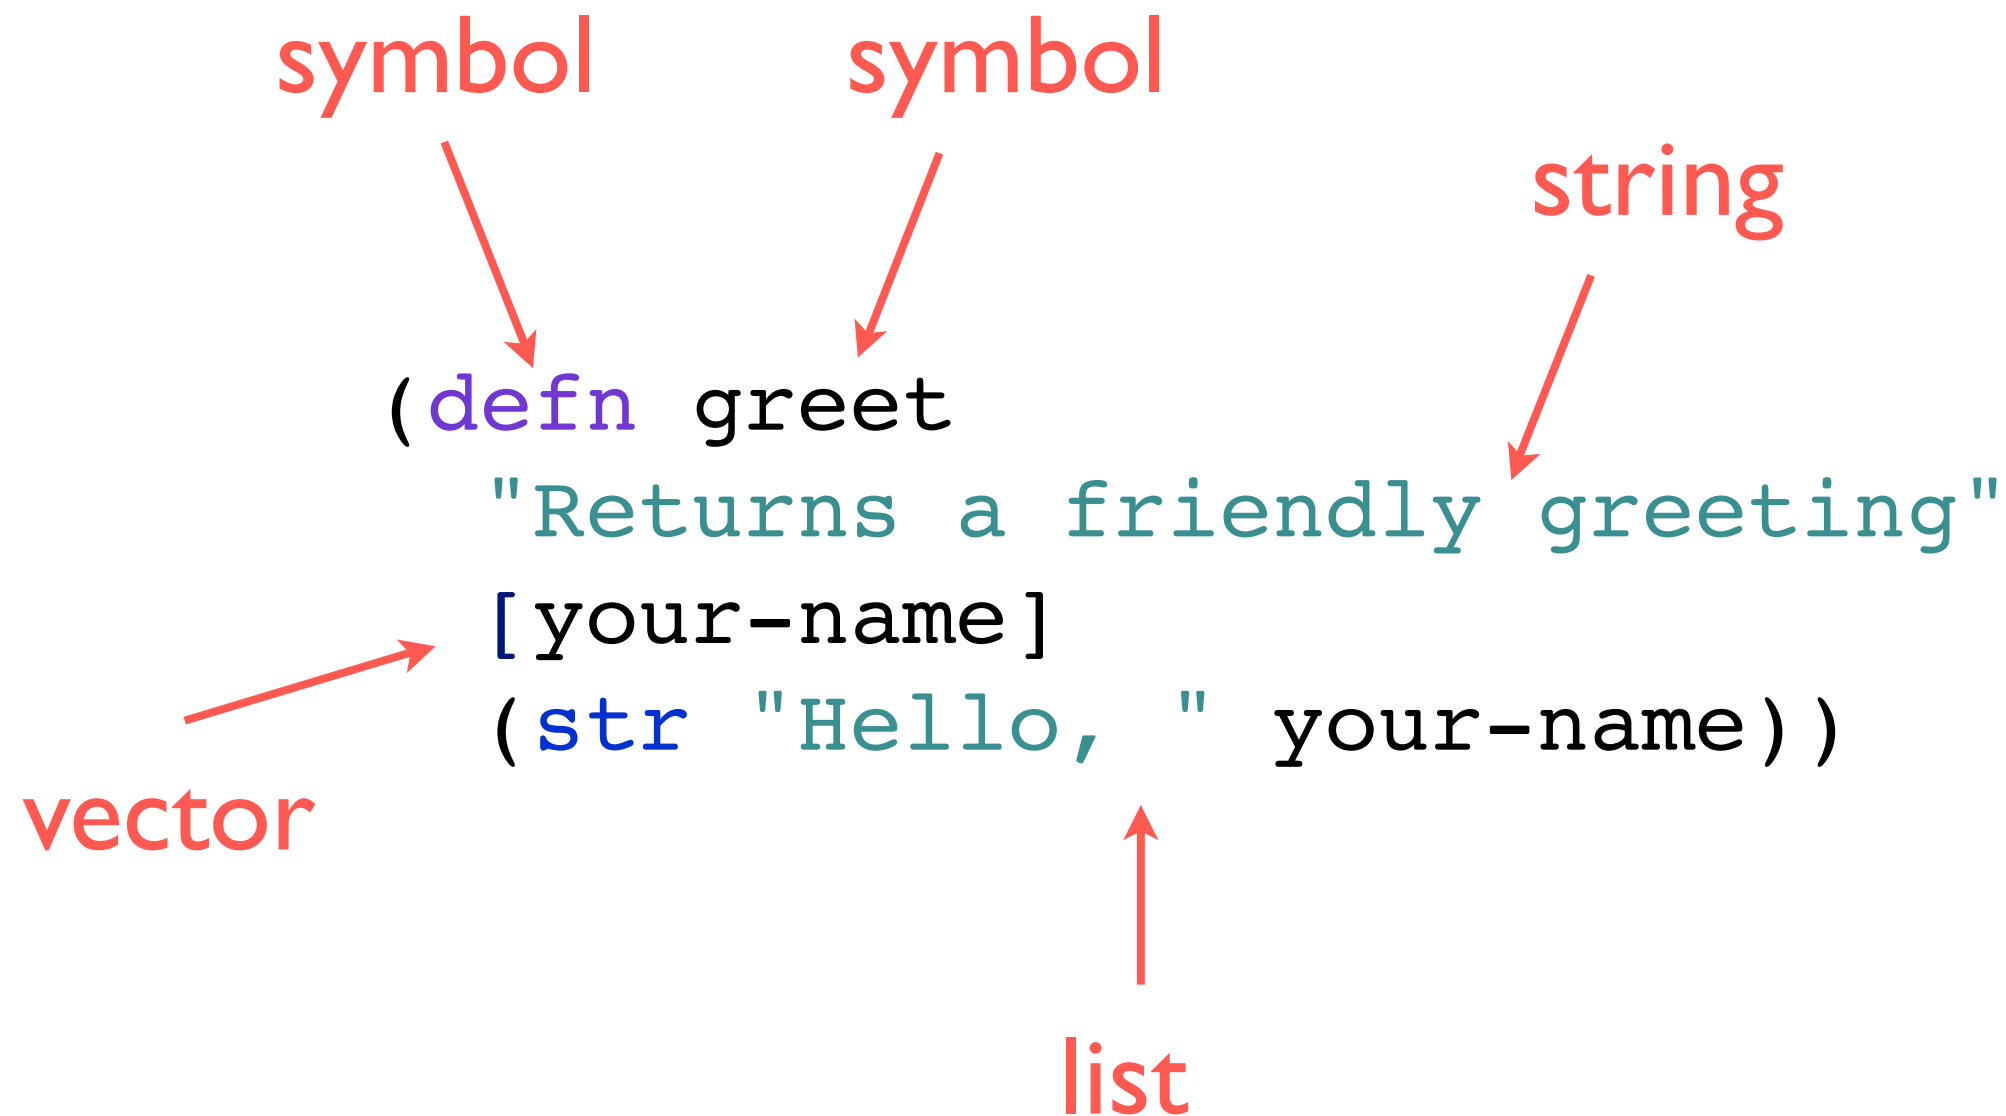 symbol symbol
string
(defn greet
"Returns a friendly greeting"
[your-name]
(str "Hello, " your-name))
vector
list